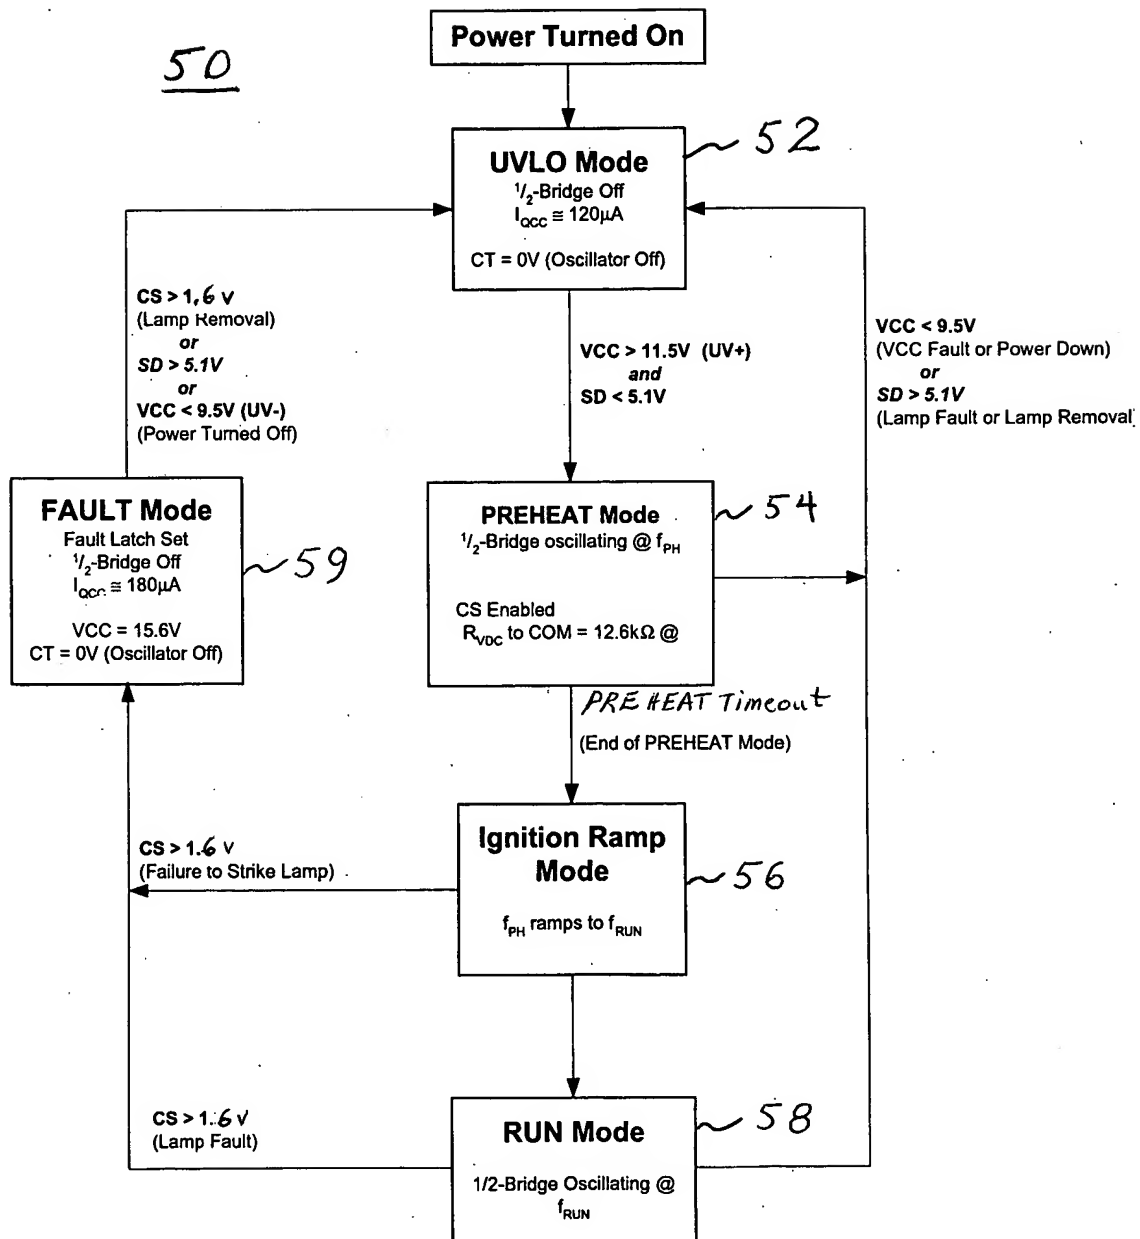 Power Turned On
50
52
UVLO Mode
1/2-Bridge Off
IQCC ≅ 120µA
CT = 0V (Oscillator Off)
CS > 1,6 v
(Lamp Removal)
or
SD > 5.1V
or
VCC < 9.5V (UV-)
(Power Turned Off)
VCC > 11.5V (UV+)
and
SD < 5.1V
VCC < 9.5V
(VCC Fault or Power Down)
or
SD > 5.1V
(Lamp Fault or Lamp Removal)
FAULT Mode
Fault Latch Set
1/2-Bridge Off
IQCC ≅ 180µA
VCC = 15.6V
CT = 0V (Oscillator Off)
59
PREHEAT Mode
1/2-Bridge oscillating @ fPH
CS Enabled
RVDC to COM = 12.6kΩ @
54
PREHEAT Timeout
(End of PREHEAT Mode)
Ignition Ramp
Mode
fPH ramps to fRUN
56
CS > 1.6 v
(Failure to Strike Lamp)
CS > 1.6 v
(Lamp Fault)
RUN Mode
1/2-Bridge Oscillating @
fRUN
58